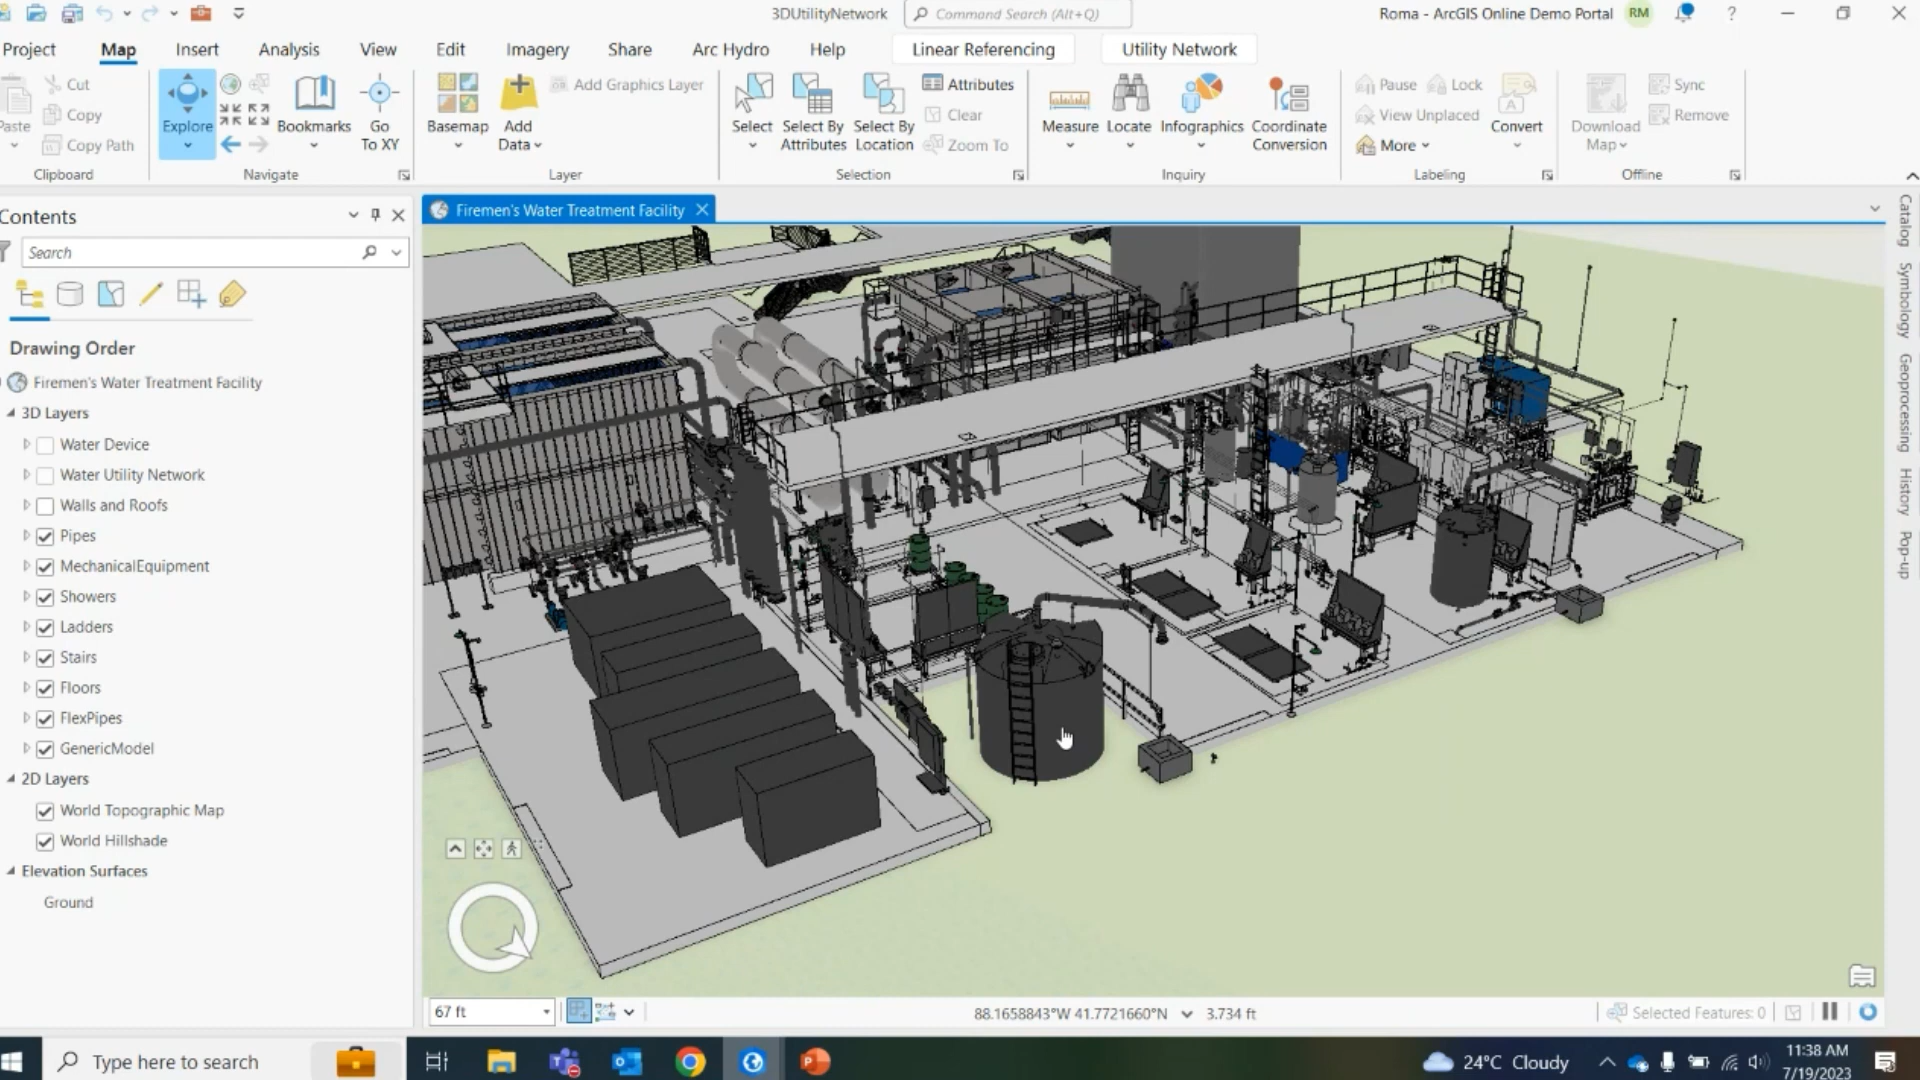 3DUtilityNetwork
Command Search (Alt+Q)
Roma - ArcGIS Online Demo Portal
RM
?
Project Map Insert Analysis View Edit Imagery Share Arc Hydro Help Linear Referencing Utility Network
Cut
Copy
Copy Path
Clipboard
Explore
Bookmarks
Go To XY
Navigate
Basemap
Add Data
Add Graphics Layer
Layer
Select
Select By Attributes
Select By Location
Attributes
Clear
Zoom To
Selection
Measure
Locate
Infographics
Coordinate Conversion
Inquiry
Pause
Lock
View Unplaced
More
Convert
Labeling
Download Map
Sync
Remove
Offline
Contents
Search
Drawing Order
Firemen's Water Treatment Facility
3D Layers
Water Device
Water Utility Network
Walls and Roofs
Pipes
MechanicalEquipment
Showers
Ladders
Stairs
Floors
FlexPipes
GenericModel
2D Layers
World Topographic Map
World Hillshade
Elevation Surfaces
Ground
Firemen's Water Treatment Facility
Catalog
Symbology
Geoprocessing
History
Pop-up
67 ft
88.1658843°W 41.7721660°N
3.734 ft
Selected Features: 0
Type here to search
24°C Cloudy
11:38 AM
7/19/2023